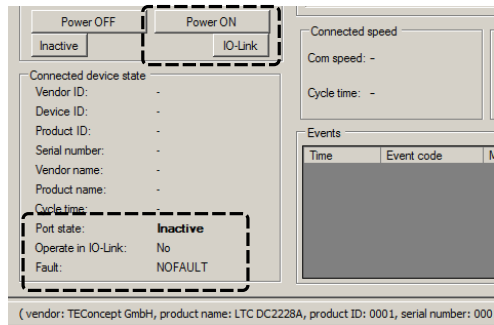 Power OFF Power ON
Inactive IO-Link
Connected speed
Com speed: -
Cycle time: -
Connected device state
Vendor ID: -
Device ID: -
Product ID: -
Serial number: -
Vendor name: -
Product name: -
Cycle time: -
Port state: Inactive
Operate in IO-Link: No
Fault: NOFAULT
Events
Time Event code
( vendor: TEConcept GmbH, product name: LTC DC2228A, product ID: 0001, serial number: 000